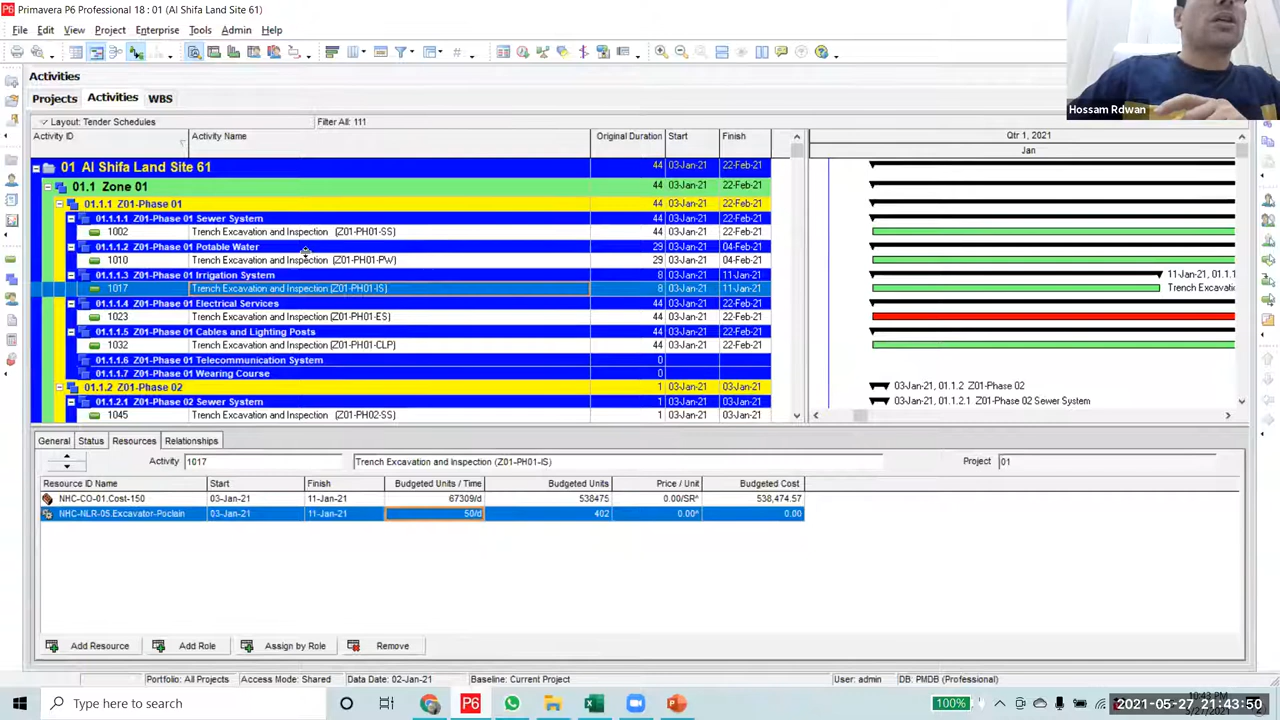 Primavera P6 Professional 18 : 01 (Al Shifa Land Site 61)
File Edit View Project Enterprise Tools Admin Help
Hossam Rdwan
Activities
Projects Activities WBS
Layout: Tender Schedules Filter All: 111
Activity ID Activity Name Original Duration Start Finish Qtr 1, 2021
Jan
01 Al Shifa Land Site 61 44 03-Jan-21 22-Feb-21
01.1 Zone 01 44 03-Jan-21 22-Feb-21
01.1.1 Z01-Phase 01 44 03-Jan-21 22-Feb-21
01.1.1.1 Z01-Phase 01 Sewer System 44 03-Jan-21 22-Feb-21
1002 Trench Excavation and Inspection (Z01-PH01-SS) 44 03-Jan-21 22-Feb-21
01.1.1.2 Z01-Phase 01 Potable Water 29 03-Jan-21 04-Feb-21
1010 Trench Excavation and Inspection (Z01-PH01-PW) 29 03-Jan-21 04-Feb-21
01.1.1.3 Z01-Phase 01 Irrigation System 8 03-Jan-21 11-Jan-21 11-Jan-21, 01.1.1
1017 Trench Excavation and Inspection (Z01-PH01-IS) 8 03-Jan-21 11-Jan-21 Trench Excavati
01.1.1.4 Z01-Phase 01 Electrical Services 44 03-Jan-21 22-Feb-21
1023 Trench Excavation and Inspection (Z01-PH01-ES) 44 03-Jan-21 22-Feb-21
01.1.1.5 Z01-Phase 01 Cables and Lighting Posts 44 03-Jan-21 22-Feb-21
1032 Trench Excavation and Inspection (Z01-PH01-CLP) 44 03-Jan-21 22-Feb-21
01.1.1.6 Z01-Phase 01 Telecommunication System 0
01.1.1.7 Z01-Phase 01 Wearing Course 0
01.1.2 Z01-Phase 02 1 03-Jan-21 03-Jan-21 03-Jan-21, 01.1.2 Z01-Phase 02
01.1.2.1 Z01-Phase 02 Sewer System 1 03-Jan-21 03-Jan-21 03-Jan-21, 01.1.2.1 Z01-Phase 02 Sewer System
1045 Trench Excavation and Inspection (Z01-PH02-SS) 1 03-Jan-21 03-Jan-21
General Status Resources Relationships
Activity 1017 Trench Excavation and Inspection (Z01-PH01-IS) Project 01
Resource ID Name Start Finish Budgeted Units / Time Budgeted Units Price / Unit Budgeted Cost
NHC-CO-01.Cost-150 03-Jan-21 11-Jan-21 67309/d 538475 0.00/SR^ 538,474.57
NHC-NLR-05.Excavator-Poclain 03-Jan-21 11-Jan-21 50/d 402 0.00^ 0.00
Add Resource Add Role Assign by Role Remove
Portfolio: All Projects Access Mode: Shared Data Date: 02-Jan-21 Baseline: Current Project User: admin DB: PMDB (Professional)
Type here to search 100% 2021-05-27 21:43:50